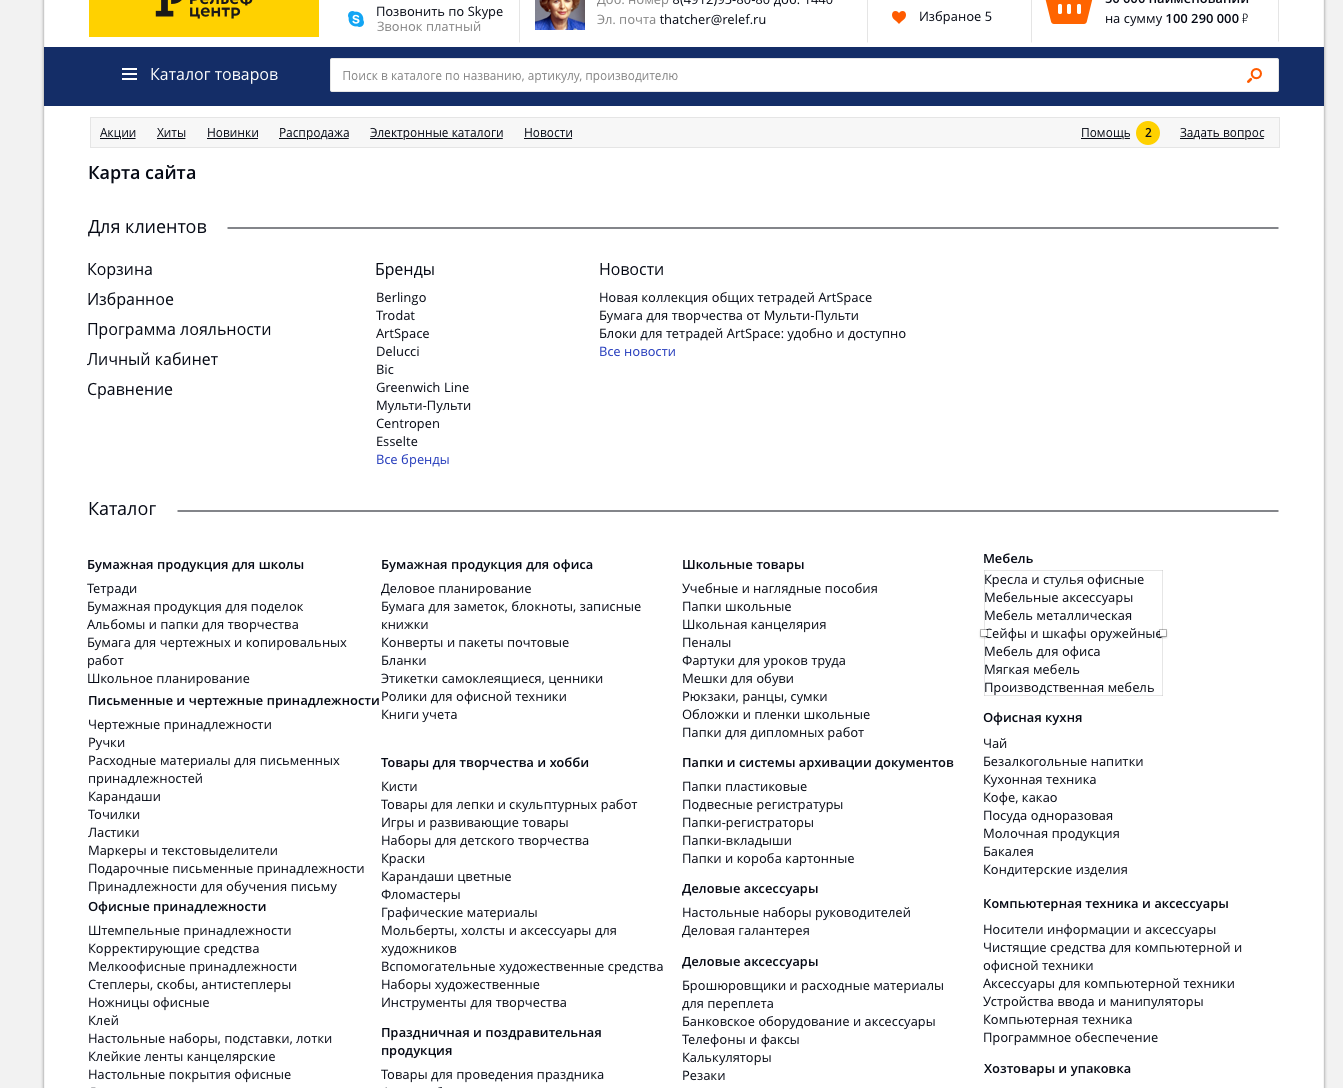 Рельеф
центр
Позвонить по Skype
Звонок платный
Доб. номер 8(4912)93-80-80 доб. 1440
Эл. почта thatcher@relef.ru
Избраное 5
50 000 наименований
на сумму 100 290 000 ₽
Каталог товаров
Поиск в каталоге по названию, артикулу, производителю
Акции Хиты Новинки Распродажа Электронные каталоги Новости Помощь 2 Задать вопрос
Карта сайта
Для клиентов
Корзина
Избранное
Программа лояльности
Личный кабинет
Сравнение
Бренды
Berlingo
Trodat
ArtSpace
Delucci
Bic
Greenwich Line
Мульти-Пульти
Centropen
Esselte
Все бренды
Новости
Новая коллекция общих тетрадей ArtSpace
Бумага для творчества от Мульти-Пульти
Блоки для тетрадей ArtSpace: удобно и доступно
Все новости
Каталог
Бумажная продукция для школы
Тетради
Бумажная продукция для поделок
Альбомы и папки для творчества
Бумага для чертежных и копировальных
работ
Школьное планирование
Письменные и чертежные принадлежности
Чертежные принадлежности
Ручки
Расходные материалы для письменных
принадлежностей
Карандаши
Точилки
Ластики
Маркеры и текстовыделители
Подарочные письменные принадлежности
Принадлежности для обучения письму
Офисные принадлежности
Штемпельные принадлежности
Корректирующие средства
Мелкоофисные принадлежности
Степлеры, скобы, антистеплеры
Ножницы офисные
Клей
Настольные наборы, подставки, лотки
Клейкие ленты канцелярские
Настольные покрытия офисные
Бумажная продукция для офиса
Деловое планирование
Бумага для заметок, блокноты, записные
книжки
Конверты и пакеты почтовые
Бланки
Этикетки самоклеящиеся, ценники
Ролики для офисной техники
Книги учета
Товары для творчества и хобби
Кисти
Товары для лепки и скульптурных работ
Игры и развивающие товары
Наборы для детского творчества
Краски
Карандаши цветные
Фломастеры
Графические материалы
Мольберты, холсты и аксессуары для
художников
Вспомогательные художественные средства
Наборы художественные
Инструменты для творчества
Праздничная и поздравительная
продукция
Товары для проведения праздника
Школьные товары
Учебные и наглядные пособия
Папки школьные
Школьная канцелярия
Пеналы
Фартуки для уроков труда
Мешки для обуви
Рюкзаки, ранцы, сумки
Обложки и пленки школьные
Папки для дипломных работ
Папки и системы архивации документов
Папки пластиковые
Подвесные регистратуры
Папки-регистраторы
Папки-вкладыши
Папки и короба картонные
Деловые аксессуары
Настольные наборы руководителей
Деловая галантерея
Деловые аксессуары
Брошюровщики и расходные материалы
для переплета
Банковское оборудование и аксессуары
Телефоны и факсы
Калькуляторы
Резаки
Мебель
Кресла и стулья офисные
Мебельные аксессуары
Мебель металлическая
Сейфы и шкафы оружейные
Мебель для офиса
Мягкая мебель
Производственная мебель
Офисная кухня
Чай
Безалкогольные напитки
Кухонная техника
Кофе, какао
Посуда одноразовая
Молочная продукция
Бакалея
Кондитерские изделия
Компьютерная техника и аксессуары
Носители информации и аксессуары
Чистящие средства для компьютерной и
офисной техники
Аксессуары для компьютерной техники
Устройства ввода и манипуляторы
Компьютерная техника
Программное обеспечение
Хозтовары и упаковка